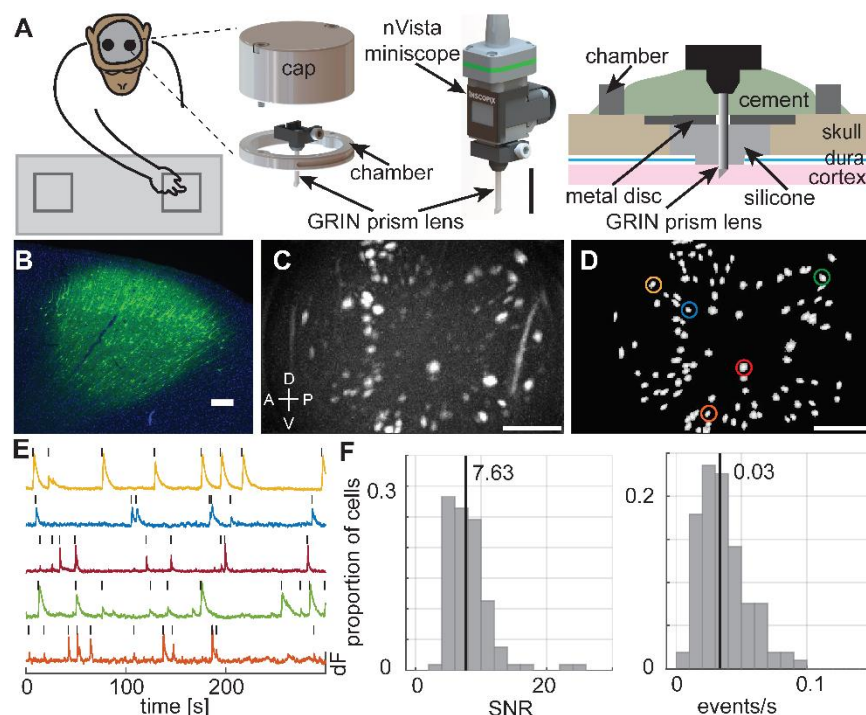 A
cap
chamber
GRIN prism lens
nVista
miniscope
INSCOPIX
chamber
cement
skull
dura
cortex
metal disc
silicone
GRIN prism lens
B
C
D
A
P
V
D
E
dF
0
100
200
time [s]
F
proportion of cells
0.3
0
7.63
0
20
SNR
0.2
0
0.03
0
0.1
events/s